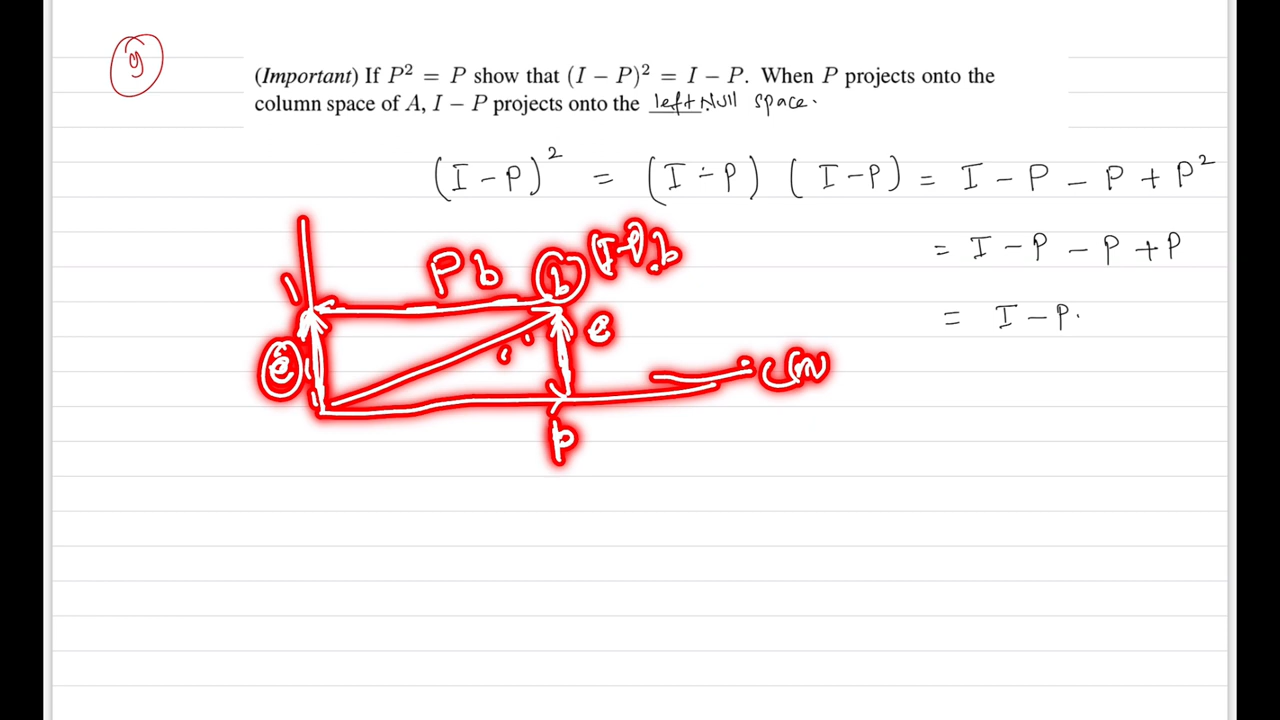 9
(Important) If P² = P show that (I − P)² = I − P. When P projects onto the
column space of A, I − P projects onto the left Null space.
(I - P)² = (I - P) (I - P) = I - P - P + P²
= I - P - P + P
= I - P.
Pb b (I-P).b
e e
p